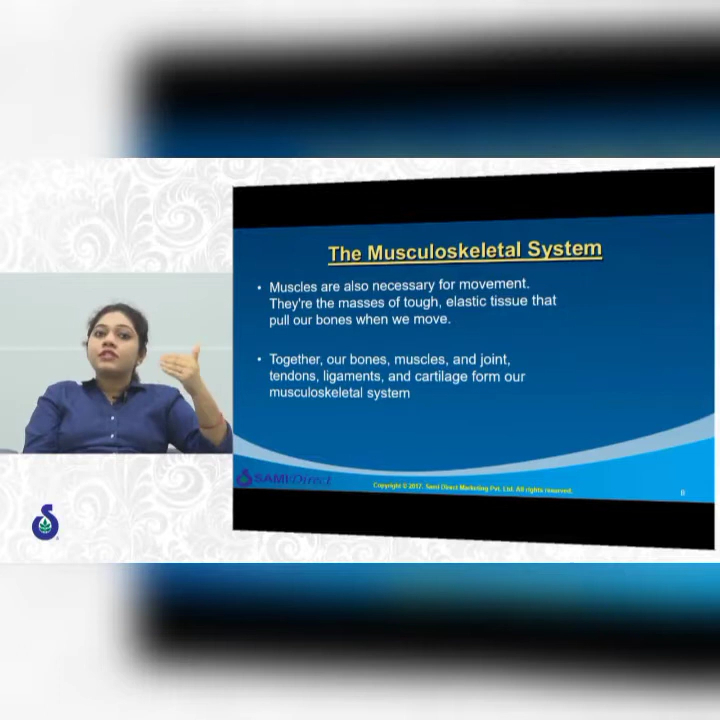 The Musculoskeletal System
• Muscles are also necessary for movement.
They're the masses of tough, elastic tissue that
pull our bones when we move.
• Together, our bones, muscles, and joint,
tendons, ligaments, and cartilage form our
musculoskeletal system
SAMI Direct
Copyright © 2017. Sami Direct Marketing Pvt. Ltd. All rights reserved.
8